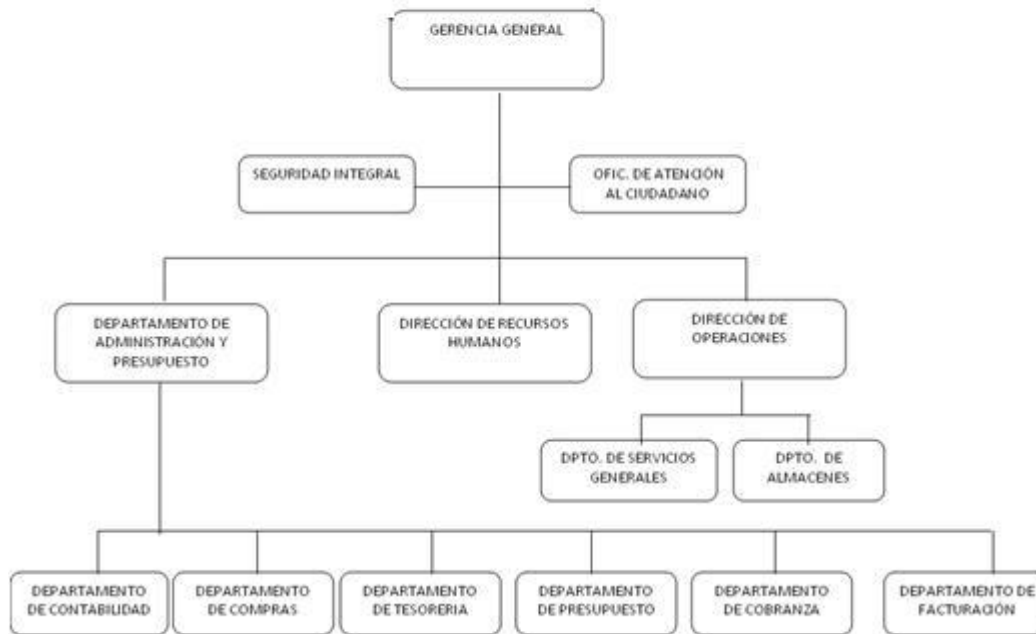 GERENCIA GENERAL
SEGURIDAD INTEGRAL
OFIC. DE ATENCIÓN
AL CIUDADANO
DEPARTAMENTO DE
ADMINISTRACIÓN Y
PRESUPUESTO
DIRECCIÓN DE RECURSOS
HUMANOS
DIRECCIÓN DE
OPERACIONES
DPTO. DE SERVICIOS
GENERALES
DPTO. DE
ALMACENES
DEPARTAMENTO
DE CONTABILIDAD
DEPARTAMENTO
DE COMPRAS
DEPARTAMENTO
DE TESORERIA
DEPARTAMENTO
DE PRESUPUESTO
DEPARTAMENTO
DE COBRANZA
DEPARTAMENTO DE
FACTURACIÓN